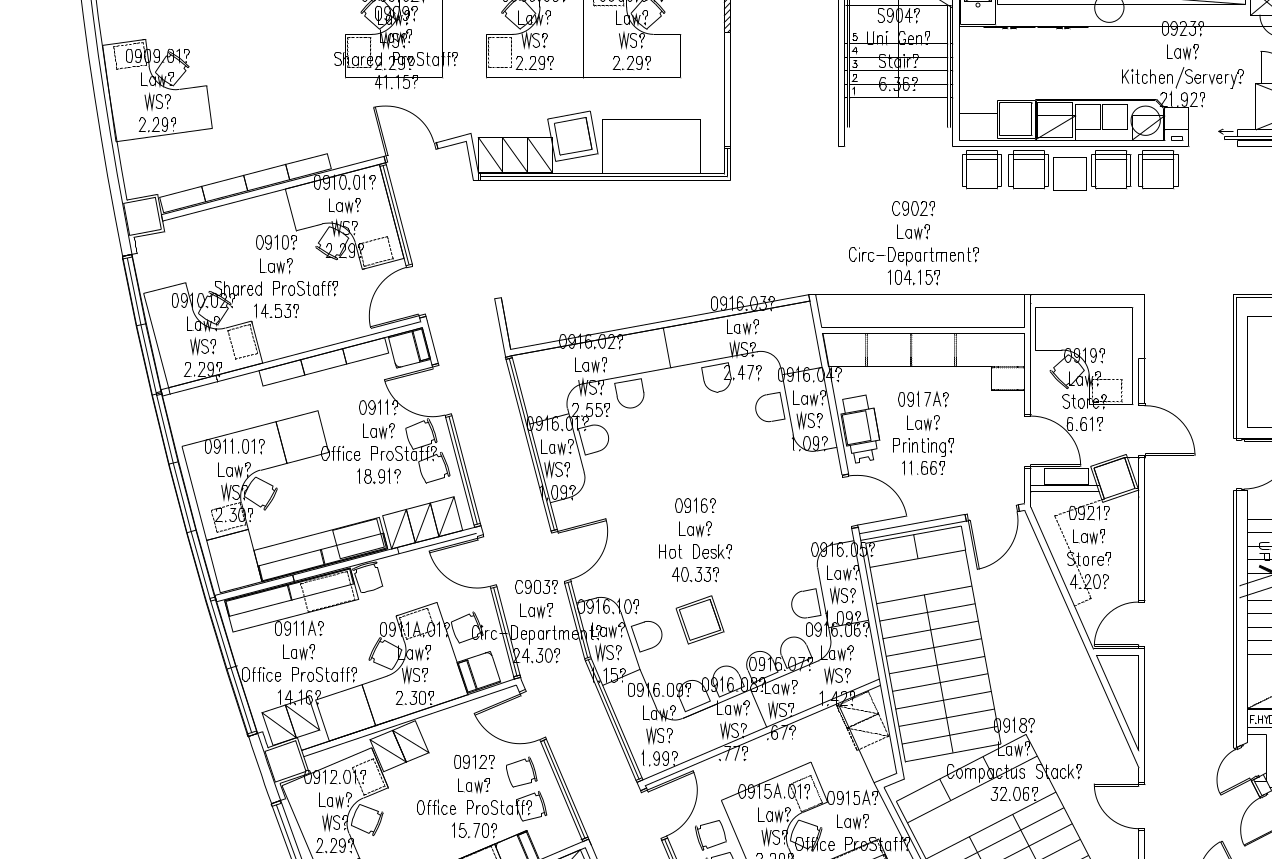 0909.01?
Law?
WS?
2.29?
0909?
Law?
Shared ProStaff?
41.15?
Law?
WS?
2.29?
Law?
WS?
2.29?
Law?
WS?
2.29?
S904?
Uni Gen?
Stair?
6.36?
5
4
3
2
1
0923?
Law?
Kitchen/Servery?
21.92?
C902?
Law?
Circ-Department?
104.15?
0910.01?
Law?
WS?
2.29?
0910?
Law?
Shared ProStaff?
14.53?
0910.02?
Law?
WS?
2.29?
0916.03?
Law?
WS?
2.47?
0916.02?
Law?
WS?
2.55?
0916.04?
Law?
WS?
1.09?
0916.01?
Law?
WS?
1.09?
0917A?
Law?
Printing?
11.66?
0919?
Law?
Store?
6.61?
0911?
Law?
Office ProStaff?
18.91?
0911.01?
Law?
WS?
2.30?
0916?
Law?
Hot Desk?
40.33?
0921?
Law?
Store?
4.20?
UP
0916.05?
Law?
WS?
1.09?
C903?
Law?
Circ-Department?
24.30?
0916.10?
Law?
WS?
1.15?
0911A?
Law?
Office ProStaff?
14.16?
0911A.01?
Law?
WS?
2.30?
0916.06?
Law?
WS?
1.42?
0916.07?
Law?
WS?
.67?
0916.08?
Law?
WS?
.77?
0916.09?
Law?
WS?
1.99?
F.HYD
0918?
Law?
Compactus Stack?
32.06?
0912?
Law?
Office ProStaff?
15.70?
0912.01?
Law?
WS?
2.29?
0915A.01?
Law?
WS?
0915A?
Law?
Office ProStaff?